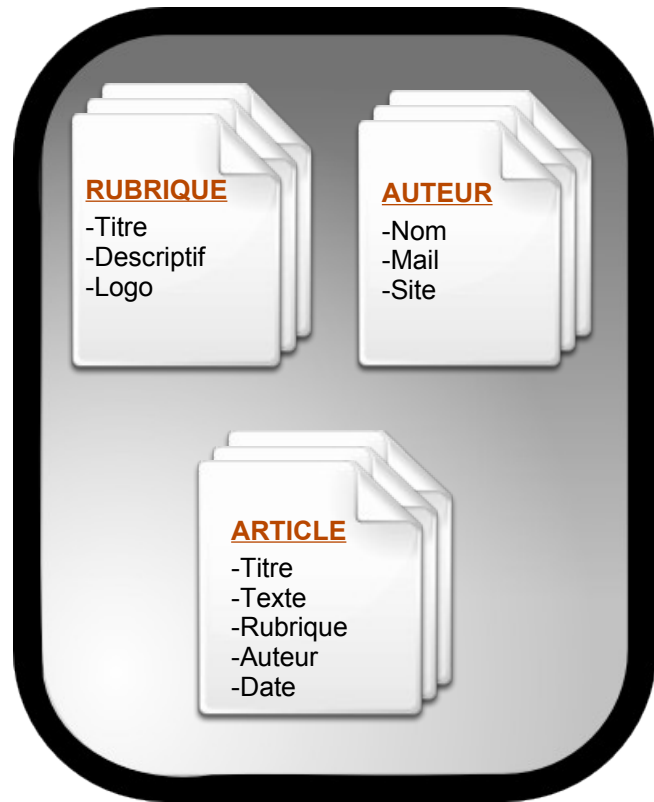 RUBRIQUE
-Titre
-Descriptif
-Logo
AUTEUR
-Nom
-Mail
-Site
ARTICLE
-Titre
-Texte
-Rubrique
-Auteur
-Date